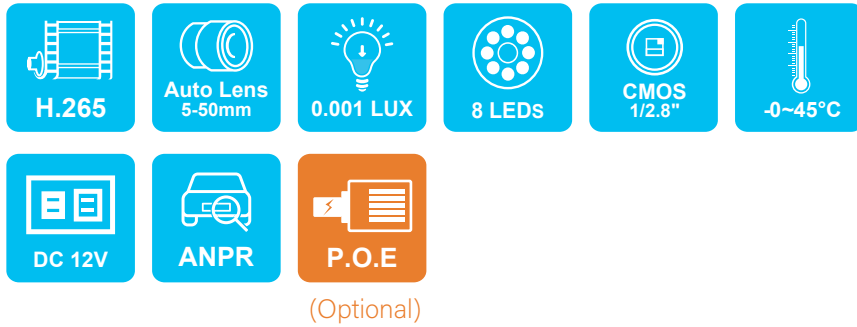 H.265
Auto Lens
5-50mm
0.001 LUX
8 LEDS
CMOS
1/2.8"
-0~45°C
DC 12V
ANPR
P.O.E
(Optional)